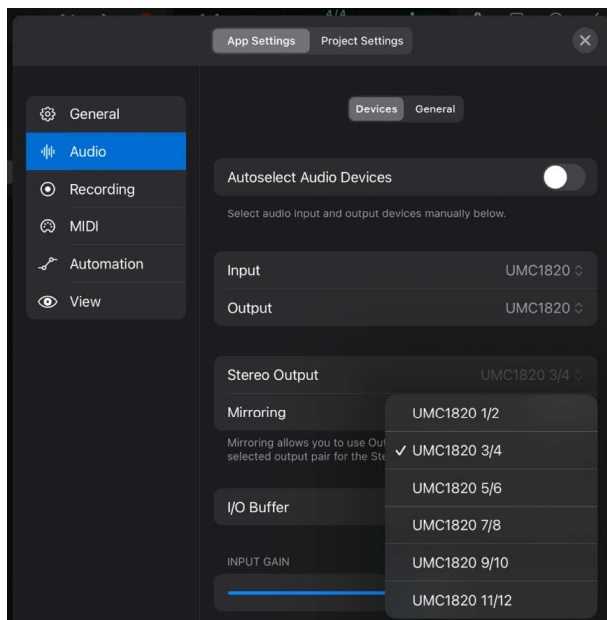 4/4
App Settings Project Settings
General
Audio
Recording
MIDI
Automation
View
Devices General
Autoselect Audio Devices
Select audio input and output devices manually below.
Input UMC1820
Output UMC1820
Stereo Output UMC1820 3/4
Mirroring
Mirroring allows you to use Out
selected output pair for the Ste
I/O Buffer
INPUT GAIN
UMC1820 1/2
✓ UMC1820 3/4
UMC1820 5/6
UMC1820 7/8
UMC1820 9/10
UMC1820 11/12